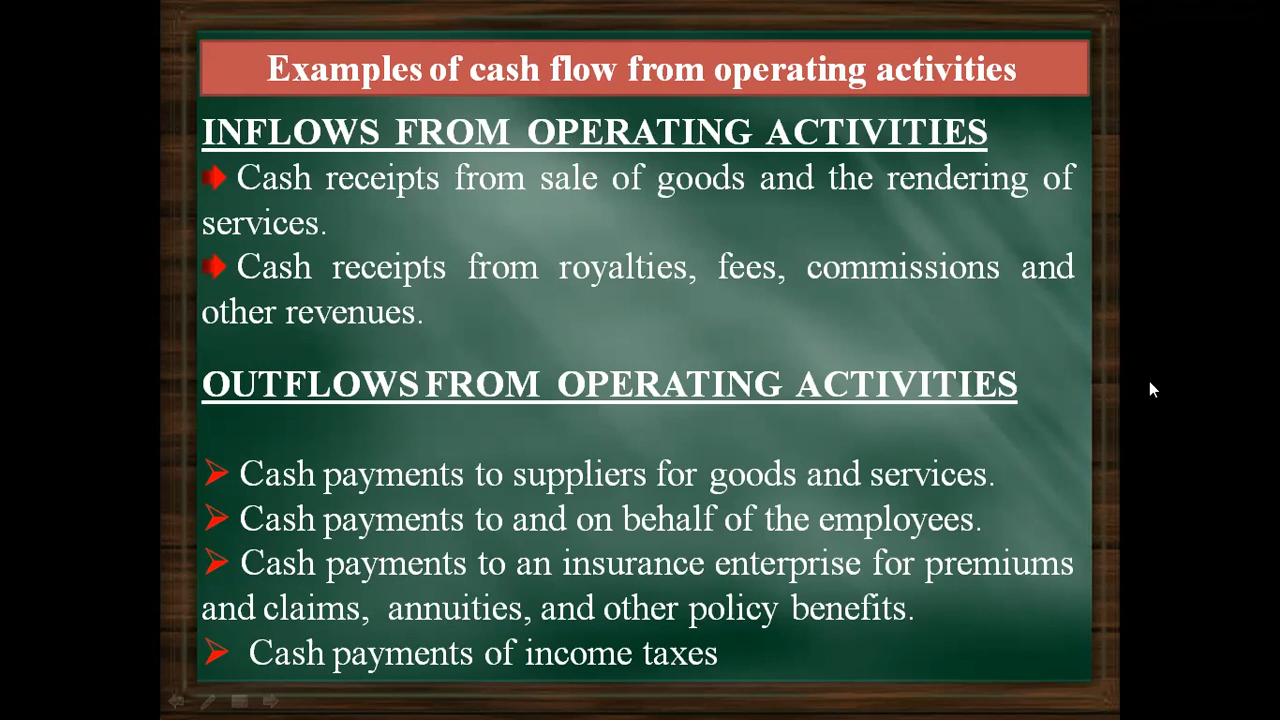 Examples of cash flow from operating activities
INFLOWS FROM OPERATING ACTIVITIES
Cash receipts from sale of goods and the rendering of
services.
Cash receipts from royalties, fees, commissions and
other revenues.
OUTFLOWS FROM OPERATING ACTIVITIES
Cash payments to suppliers for goods and services.
Cash payments to and on behalf of the employees.
Cash payments to an insurance enterprise for premiums
and claims, annuities, and other policy benefits.
Cash payments of income taxes